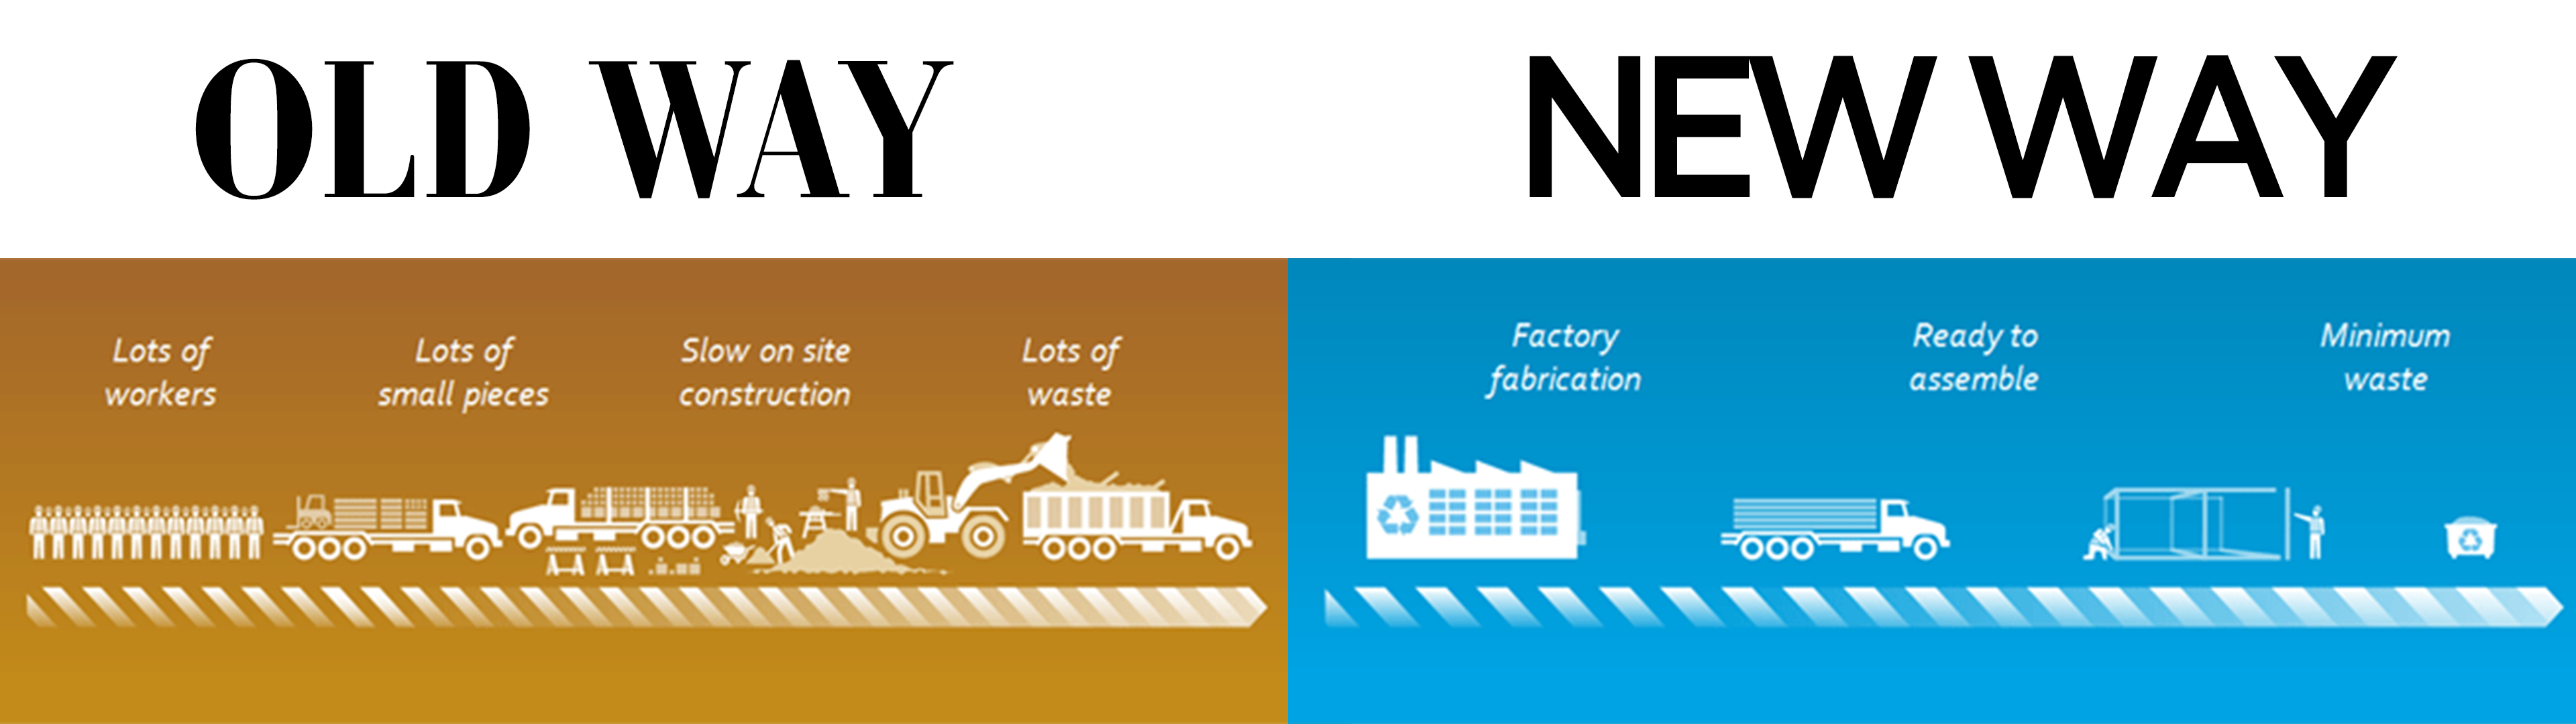 OLD WAY
NEW WAY
Lots of
workers
Lots of
small pieces
Slow on site
construction
Lots of
waste
Factory
fabrication
Ready to
assemble
Minimum
waste